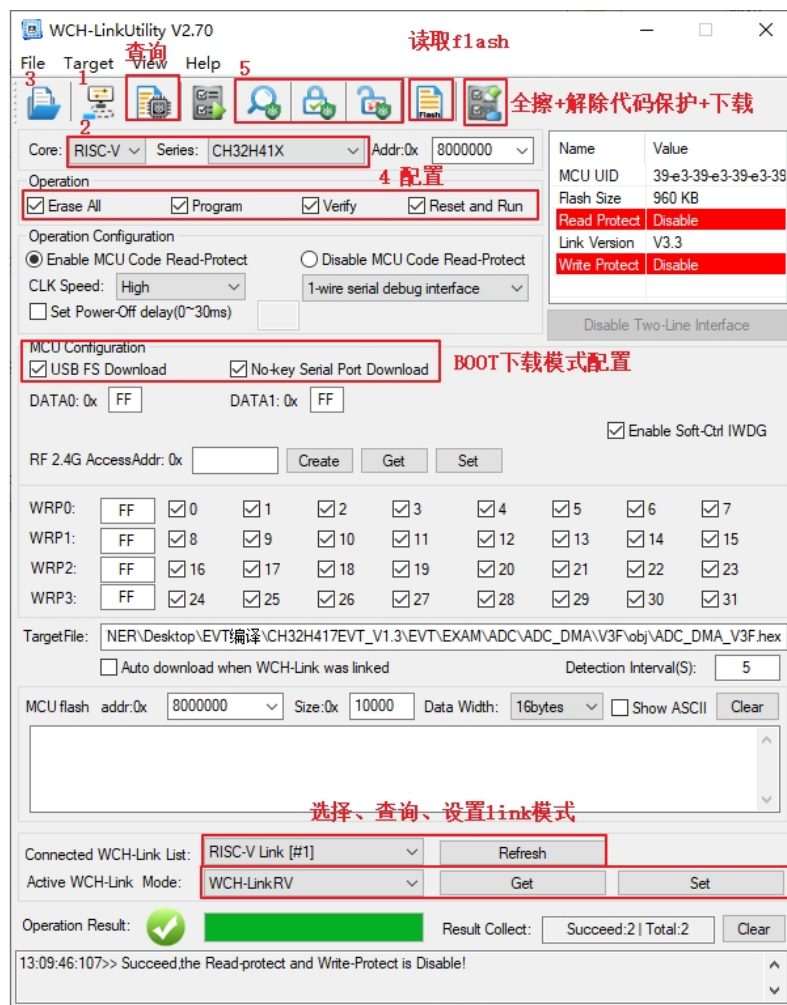 WCH-LinkUtility V2.70
读取flash
查询
File Target View Help
3 1 5
Flash
全擦+解除代码保护+下载
2
Core: RISC-V Series: CH32H41X Addr:0x 8000000
Name Value
MCU UID 39-e3-39-e3-39-e3-39
Flash Size 960 KB
Read Protect Disable
Link Version V3.3
Write Protect Disable
Disable Two-Line Interface
4 配置
Operation
Erase All Program Verify Reset and Run
Operation Configuration
Enable MCU Code Read-Protect Disable MCU Code Read-Protect
CLK Speed: High 1-wire serial debug interface
Set Power-Off delay(0~30ms)
MCU Configuration
USB FS Download No-key Serial Port Download
BOOT下载模式配置
DATA0: 0x FF DATA1: 0x FF
Enable Soft-Ctrl IWDG
RF 2.4G AccessAddr: 0x Create Get Set
WRP0: FF 0 1 2 3 4 5 6 7
WRP1: FF 8 9 10 11 12 13 14 15
WRP2: FF 16 17 18 19 20 21 22 23
WRP3: FF 24 25 26 27 28 29 30 31
TargetFile: NER\Desktop\EVT编译\CH32H417EVT_V1.3\EVT\EXAM\ADC\ADC_DMA\V3F\obj\ADC_DMA_V3F.hex
Auto download when WCH-Link was linked Detection Interval(S): 5
MCU flash addr:0x 8000000 Size:0x 10000 Data Width: 16bytes Show ASCII Clear
选择、查询、设置link模式
Connected WCH-Link List: RISC-V Link [#1] Refresh
Active WCH-Link Mode: WCH-LinkRV Get Set
Operation Result: Result Collect: Succeed:2 | Total:2 Clear
13:09:46:107>> Succeed,the Read-protect and Write-Protect is Disable!